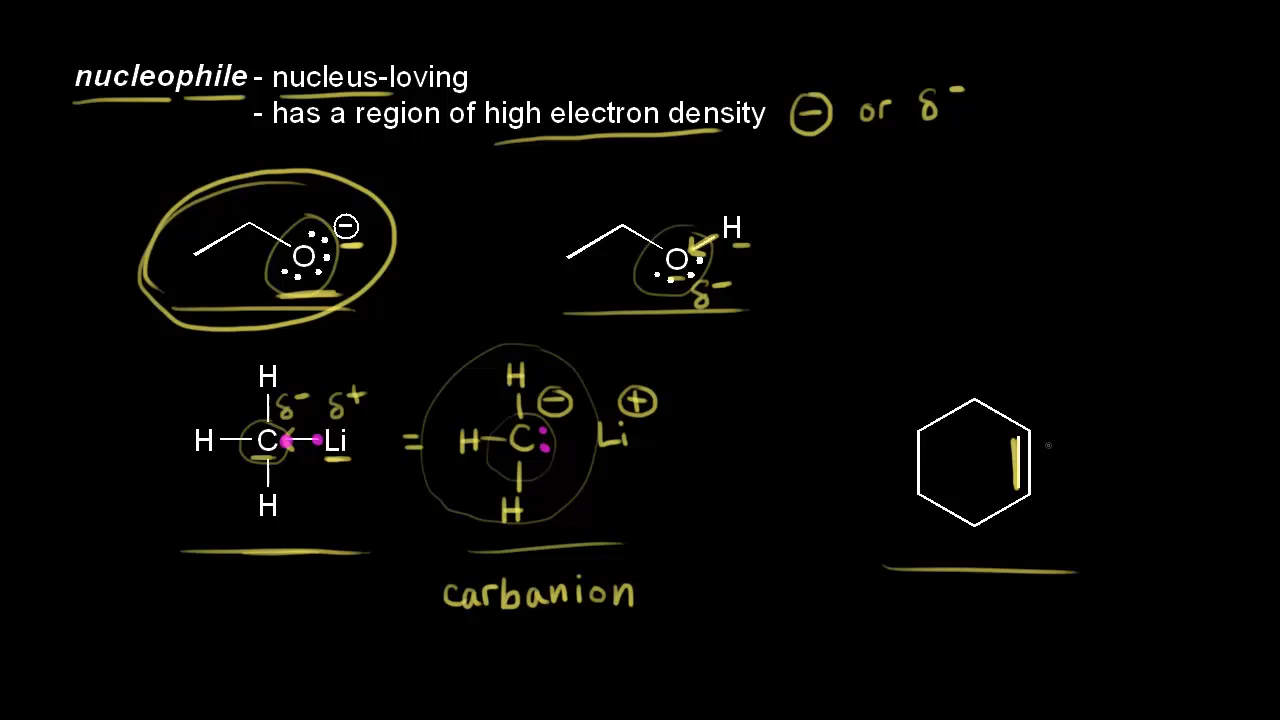 nucleophile - nucleus-loving
- has a region of high electron density ⊖ or δ⁻
O ⊖
H
O
δ⁻
H
δ⁻ δ⁺
H C Li
H
=
H ⊖ ⊕
H C Li
H
carbanion